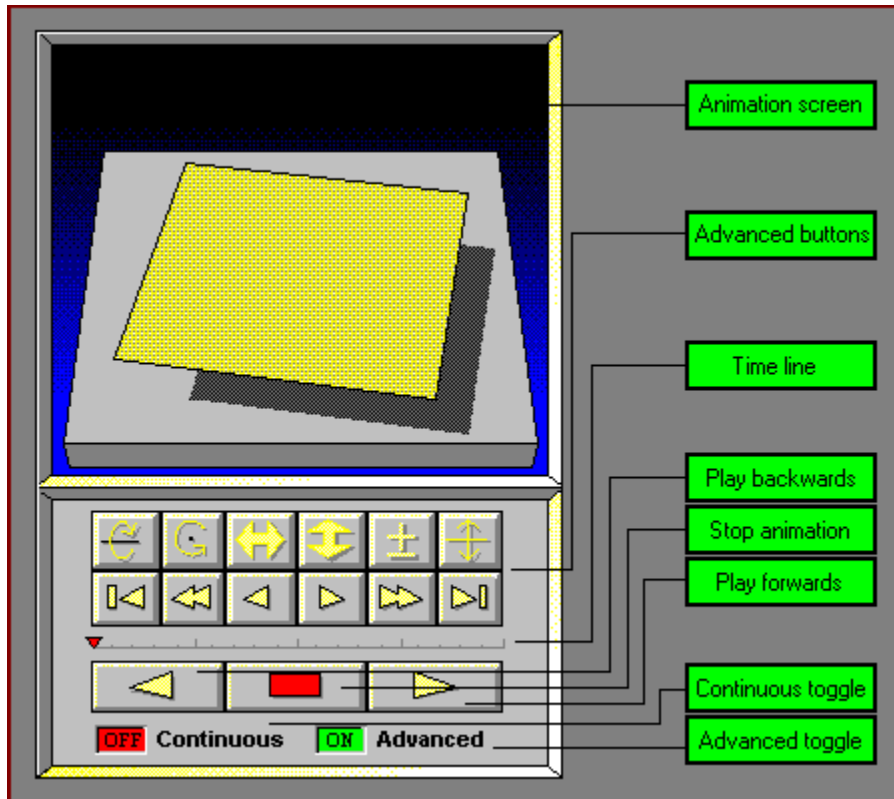 Animation screen
Advanced buttons
Time line
Play backwards
Stop animation
Play forwards
Continuous toggle
OFF Continuous ON Advanced
Advanced toggle